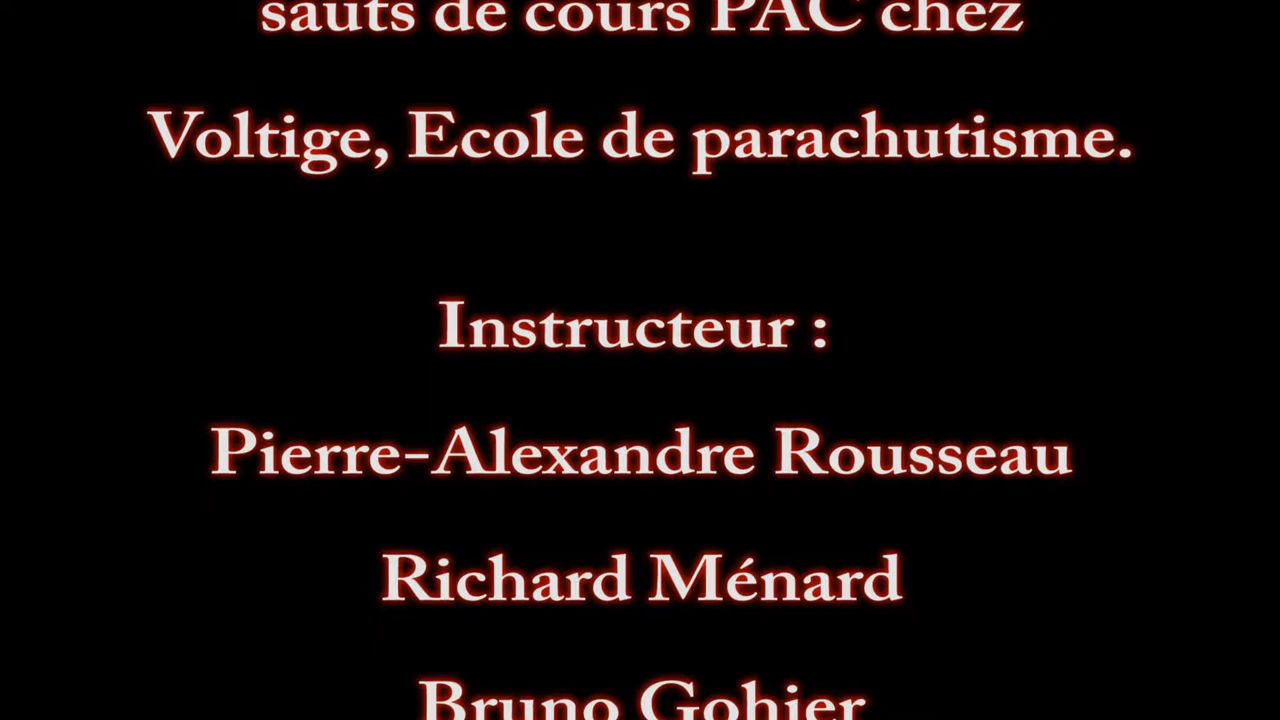 sauts de cours PAC chez
Voltige, Ecole de parachutisme.
Instructeur :
Pierre-Alexandre Rousseau
Richard Ménard
Bruno Gohier